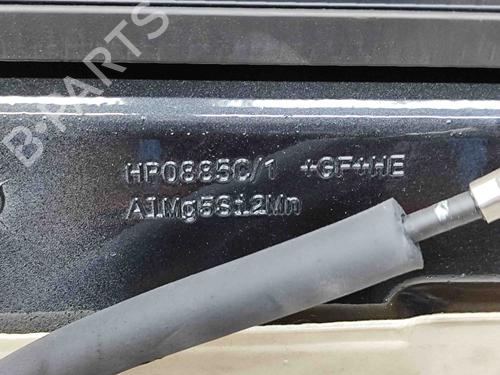 B-PARTS
HP0885C/1 +GF+HE
AlMg5Si2Mn